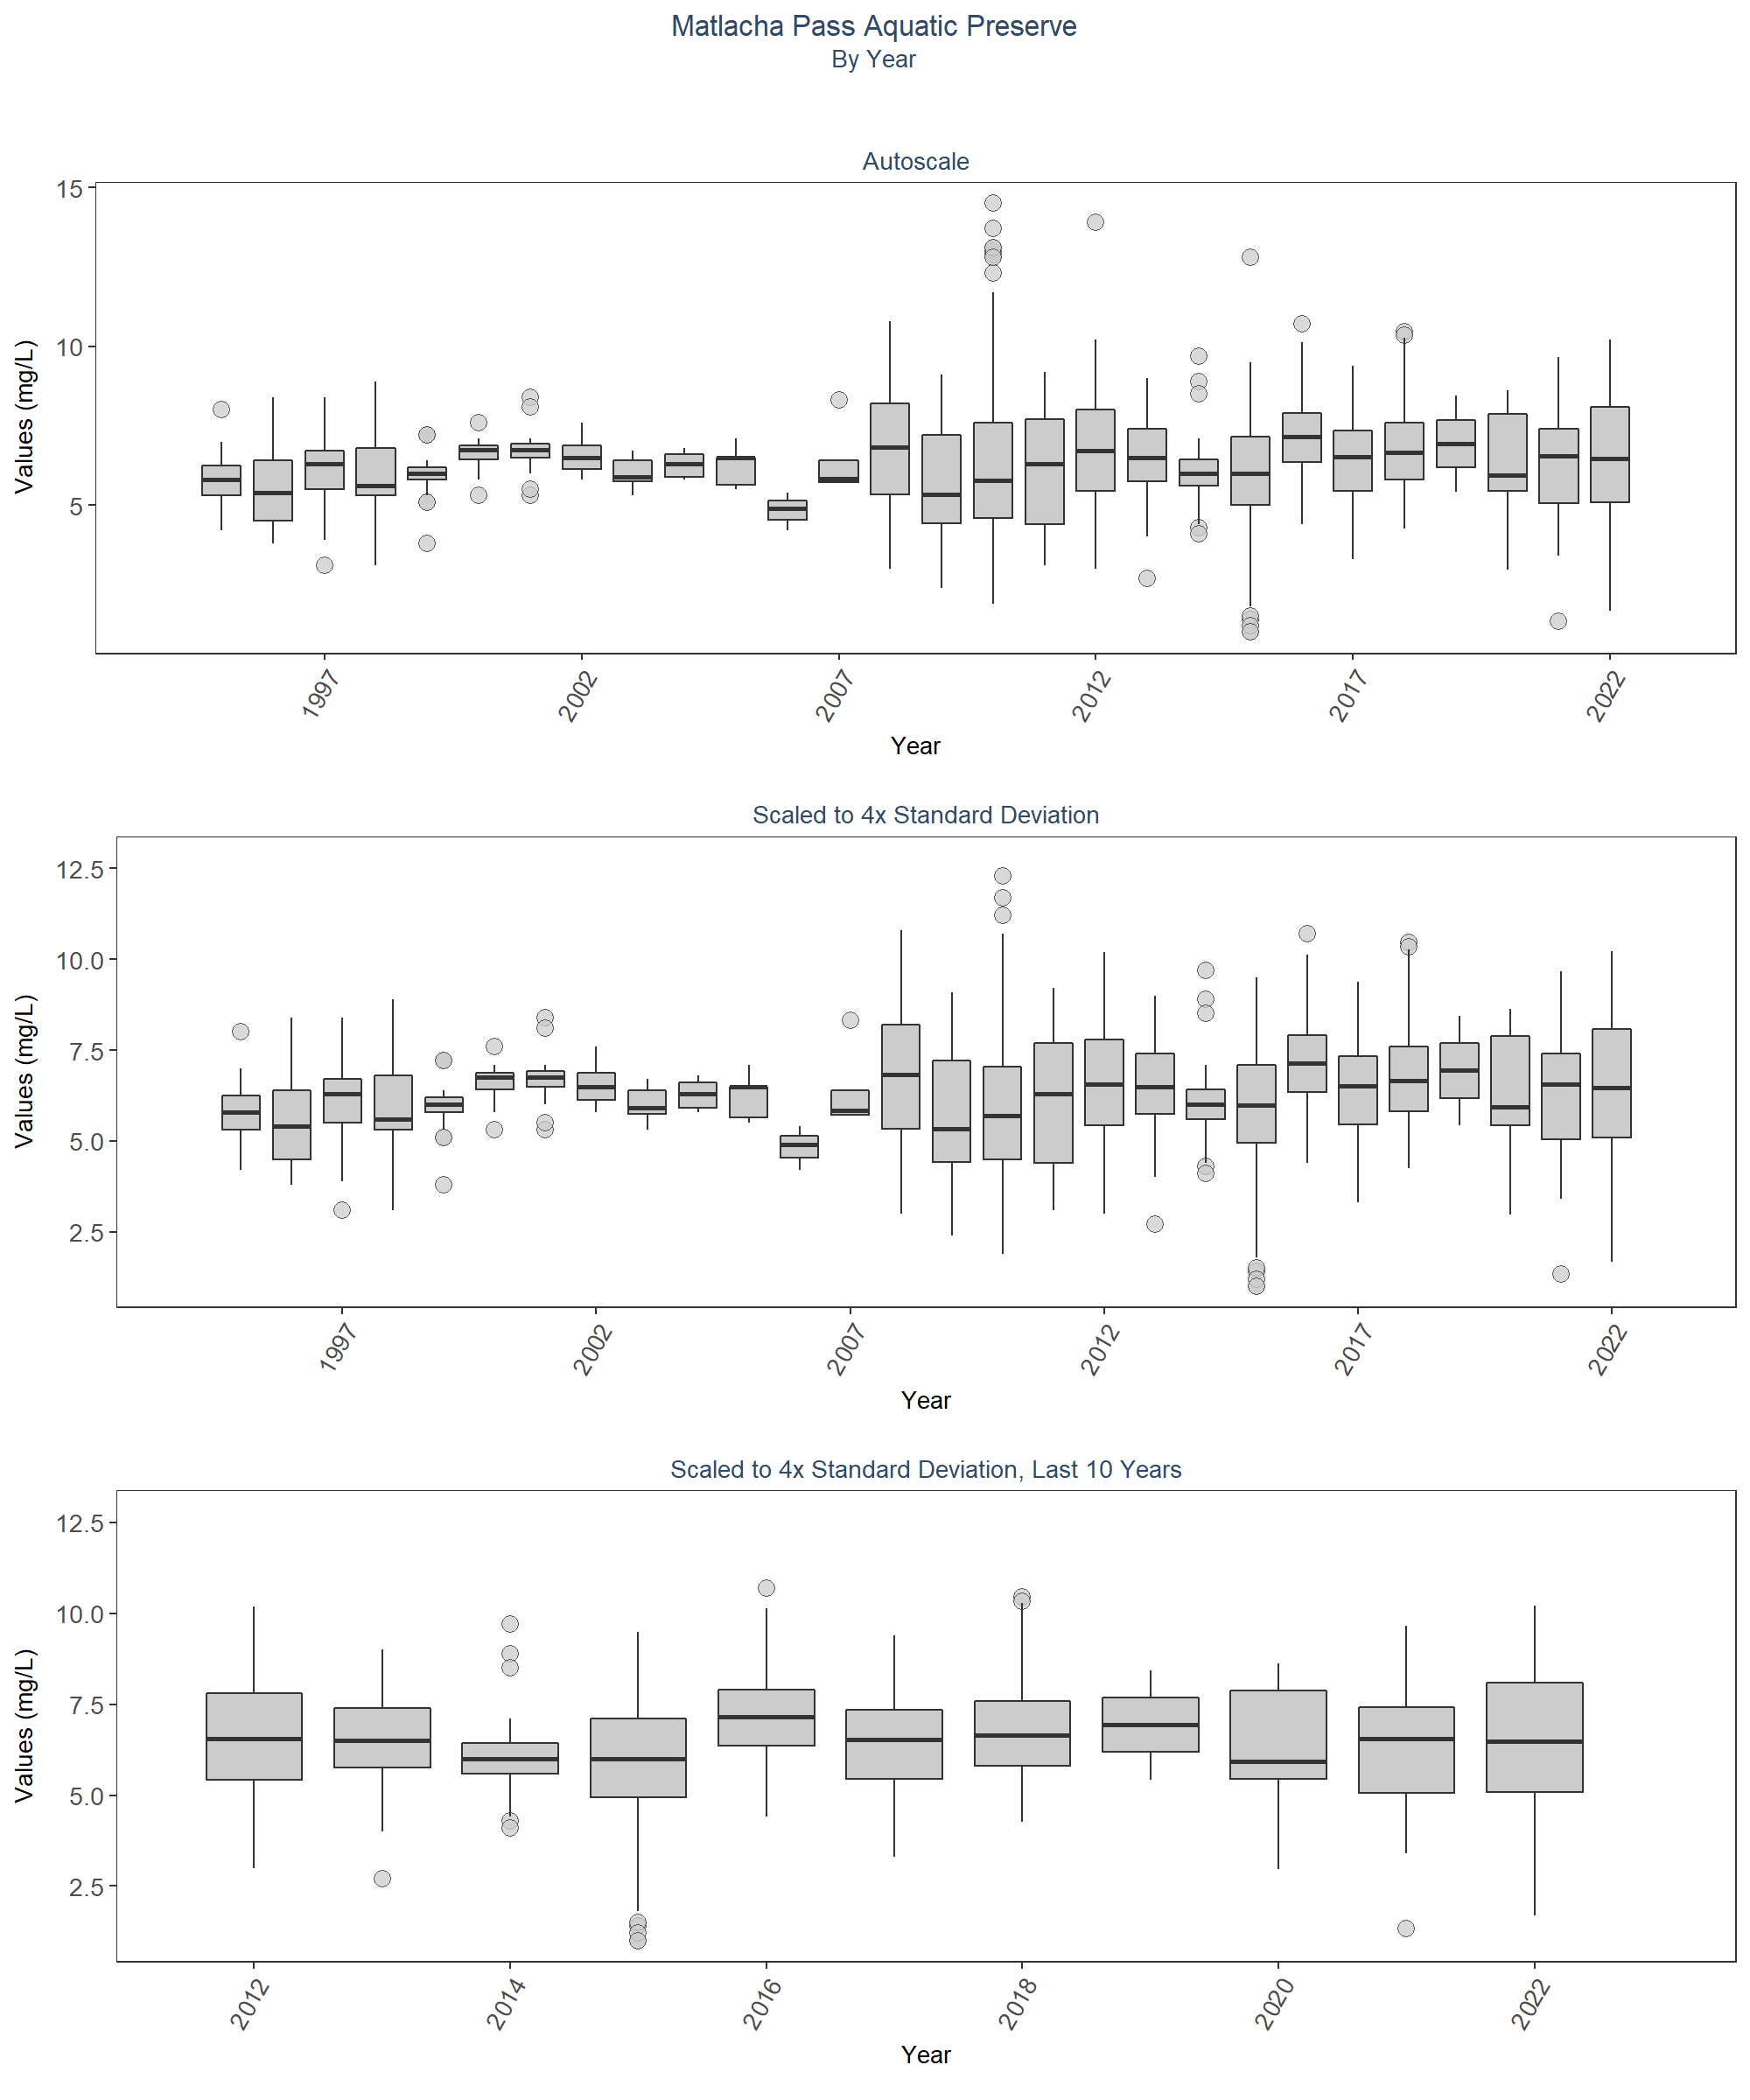 Matlacha Pass Aquatic Preserve
By Year
Autoscale
Values (mg/L)
15
10
5
1997 2002 2007 2012 2017 2022
Year
Scaled to 4x Standard Deviation
Values (mg/L)
12.5
10.0
7.5
5.0
2.5
1997 2002 2007 2012 2017 2022
Year
Scaled to 4x Standard Deviation, Last 10 Years
Values (mg/L)
12.5
10.0
7.5
5.0
2.5
2012 2014 2016 2018 2020 2022
Year